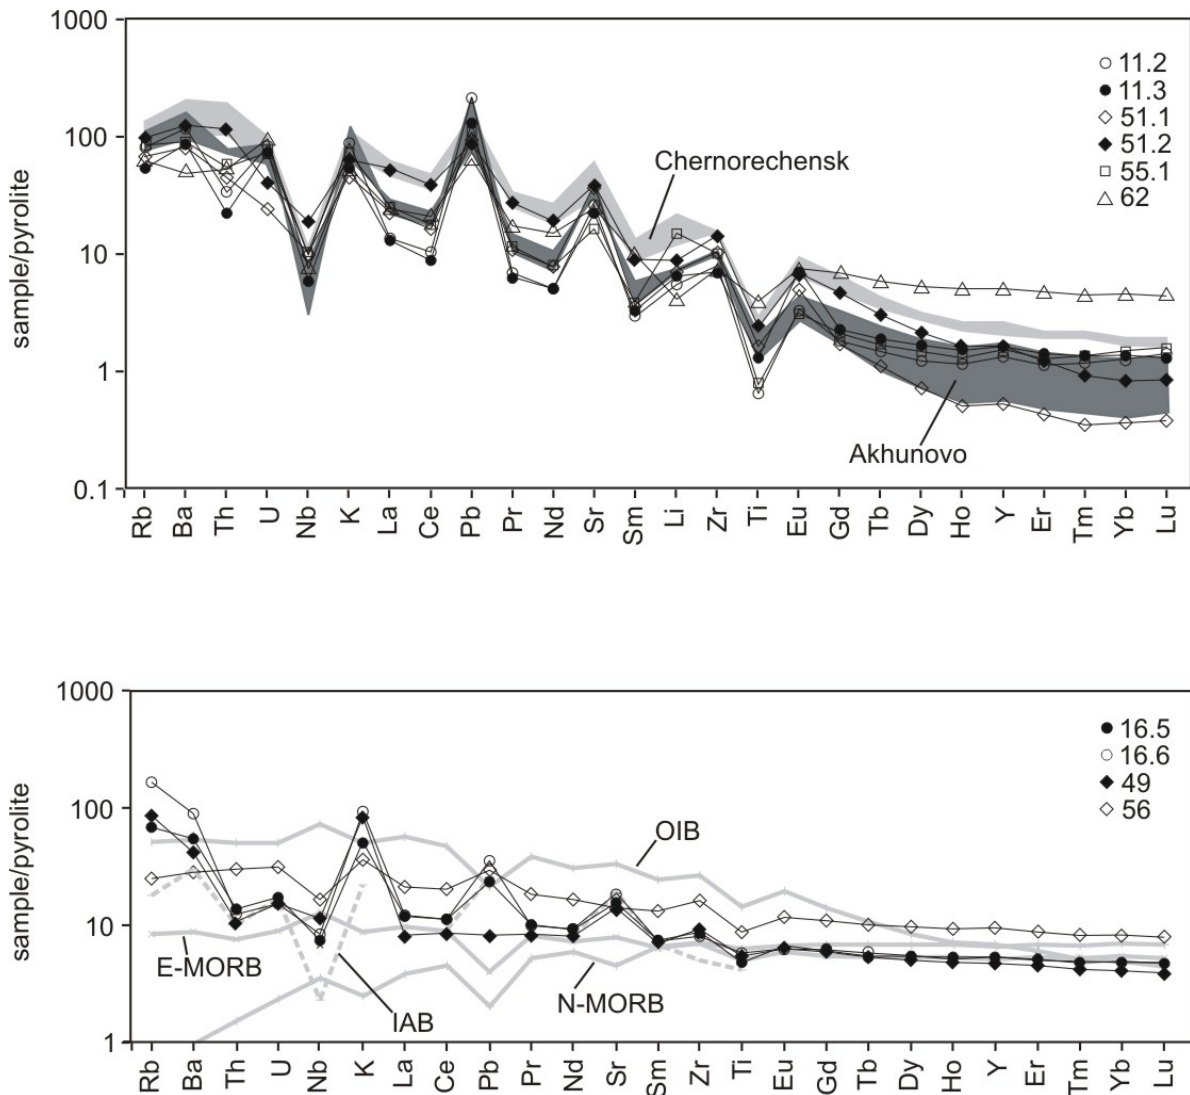 1000
100
10
1
0.1
sample/pyrolite
11.2
11.3
51.1
51.2
55.1
62
Chernorechensk
Akhunovo
Rb Ba Th U Nb K La Ce Pb Pr Nd Sr Sm Li Zr Ti Eu Gd Tb Dy Ho Y Er Tm Yb Lu
1000
100
10
1
sample/pyrolite
16.5
16.6
49
56
OIB
E-MORB
IAB
N-MORB
Rb Ba Th U Nb K La Ce Pb Pr Nd Sr Sm Zr Ti Eu Gd Tb Dy Ho Y Er Tm Yb Lu